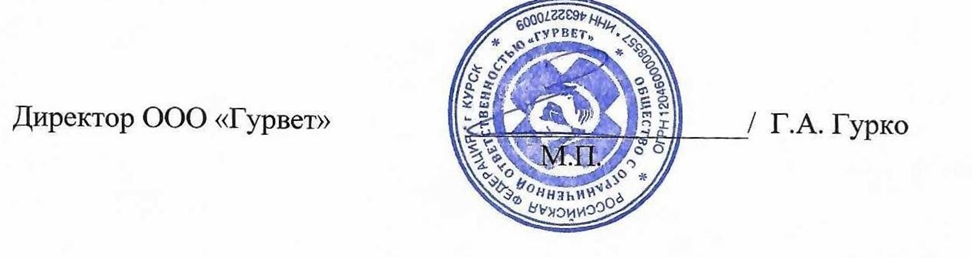 Директор ООО «Гурвет» / Г.А. Гурко
М.П.
РОССИЙСКАЯ ФЕДЕРАЦИЯ г КУРСК * ОГРН 1204600008557 • ИНН 4632270009 *
ОБЩЕСТВО С ОГРАНИЧЕННОЙ ОТВЕТСТВЕННОСТЬЮ «ГУРВЕТ» *